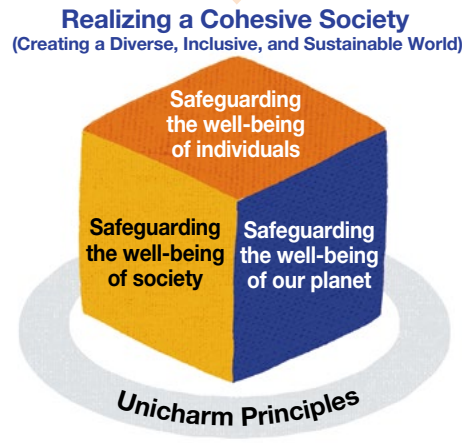 Realizing a Cohesive Society
(Creating a Diverse, Inclusive, and Sustainable World)
Safeguarding
the well-being
of individuals
Safeguarding
the well-being
of society
Safeguarding
the well-being
of our planet
Unicharm Principles